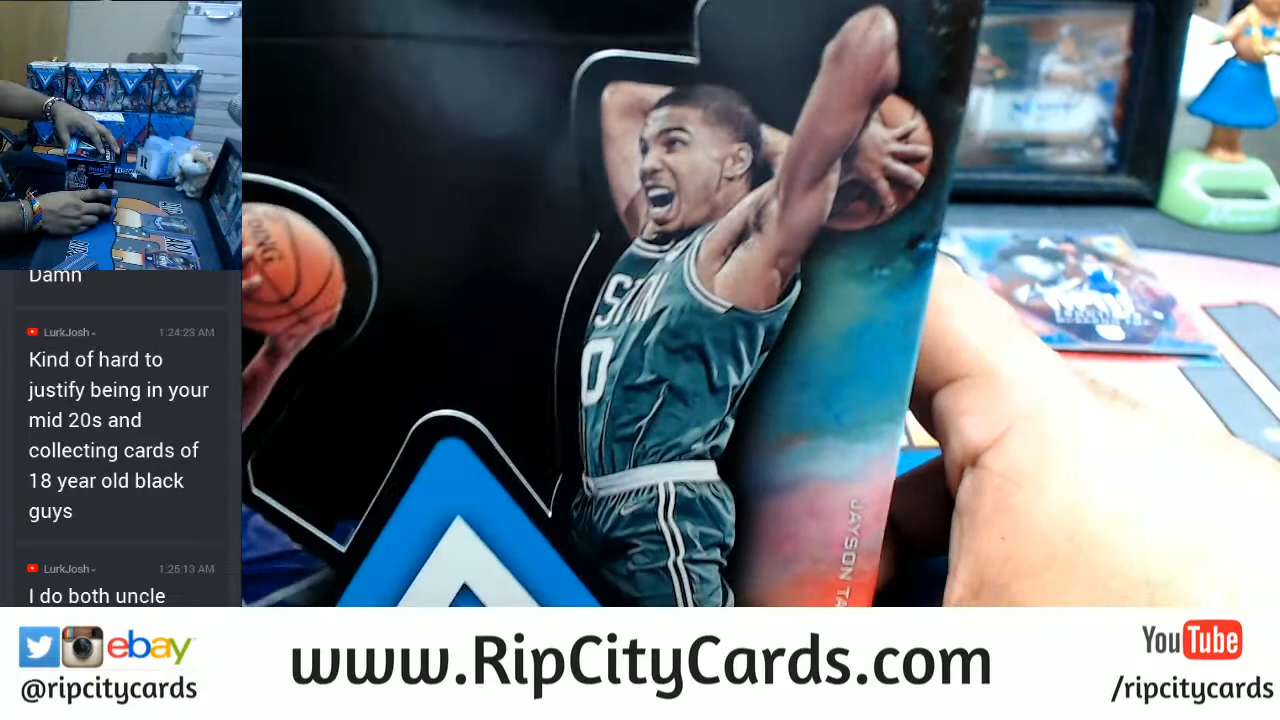 Damn
LurkJosh
1:24:23 AM
Kind of hard to
justify being in your
mid 20s and
collecting cards of
18 year old black
guys
LurkJosh
1:25:13 AM
I do both uncle
0
JAYSON TA
ebay
@ripcitycards
www.RipCityCards.com
YouTube
/ripcitycards